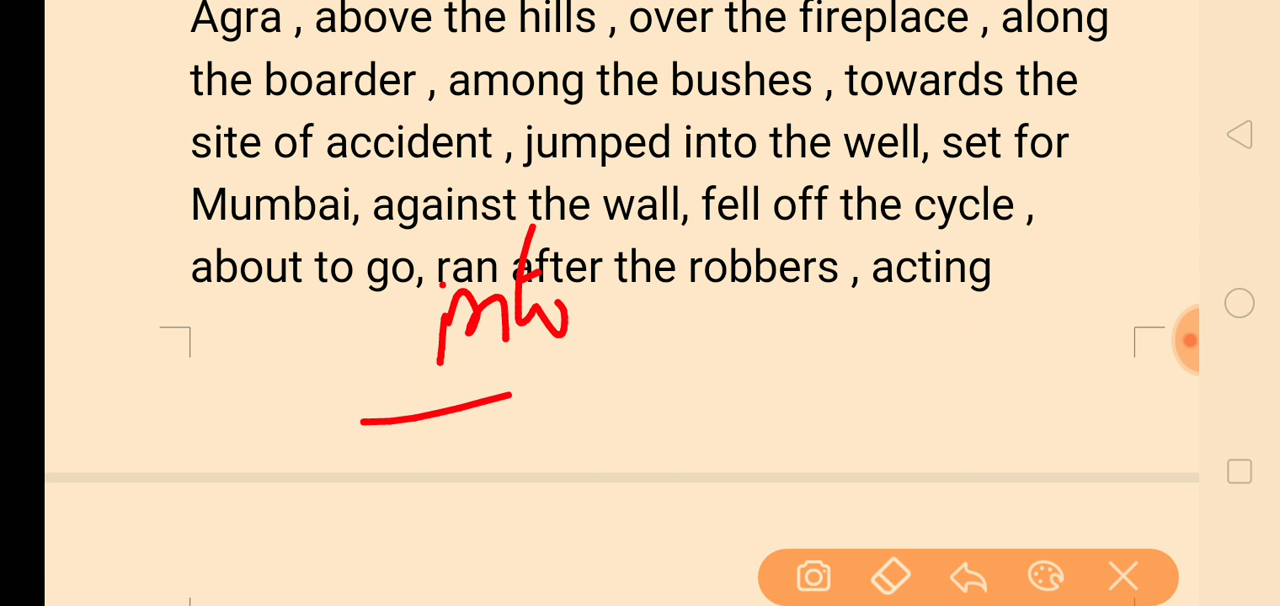 Agra , above the hills , over the fireplace , along
the boarder , among the bushes , towards the
site of accident , jumped into the well, set for
Mumbai, against the wall, fell off the cycle ,
about to go, ran after the robbers , acting
into